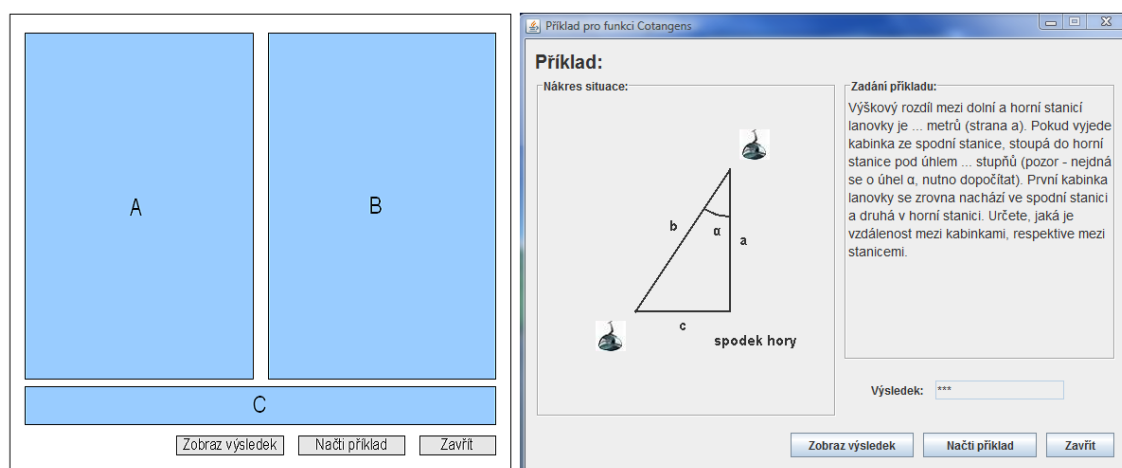 A
B
C
Zobraz výsledek
Načti příklad
Zavřít
Příklad pro funkci Cotangens
Příklad:
Nákres situace:
b
α
a
c
spodek hory
Zadání příkladu:
Výškový rozdíl mezi dolní a horní stanicí
lanovky je ... metrů (strana a). Pokud vyjede
kabinka ze spodní stanice, stoupá do horní
stanice pod úhlem ... stupňů (pozor - nejdná
se o úhel α, nutno dopočítat). První kabinka
lanovky se zrovna nachází ve spodní stanici
a druhá v horní stanici. Určete, jaká je
vzdálenost mezi kabinkami, respektive mezi
stanicemi.
Výsledek:
***
Zobraz výsledek
Načti příklad
Zavřít